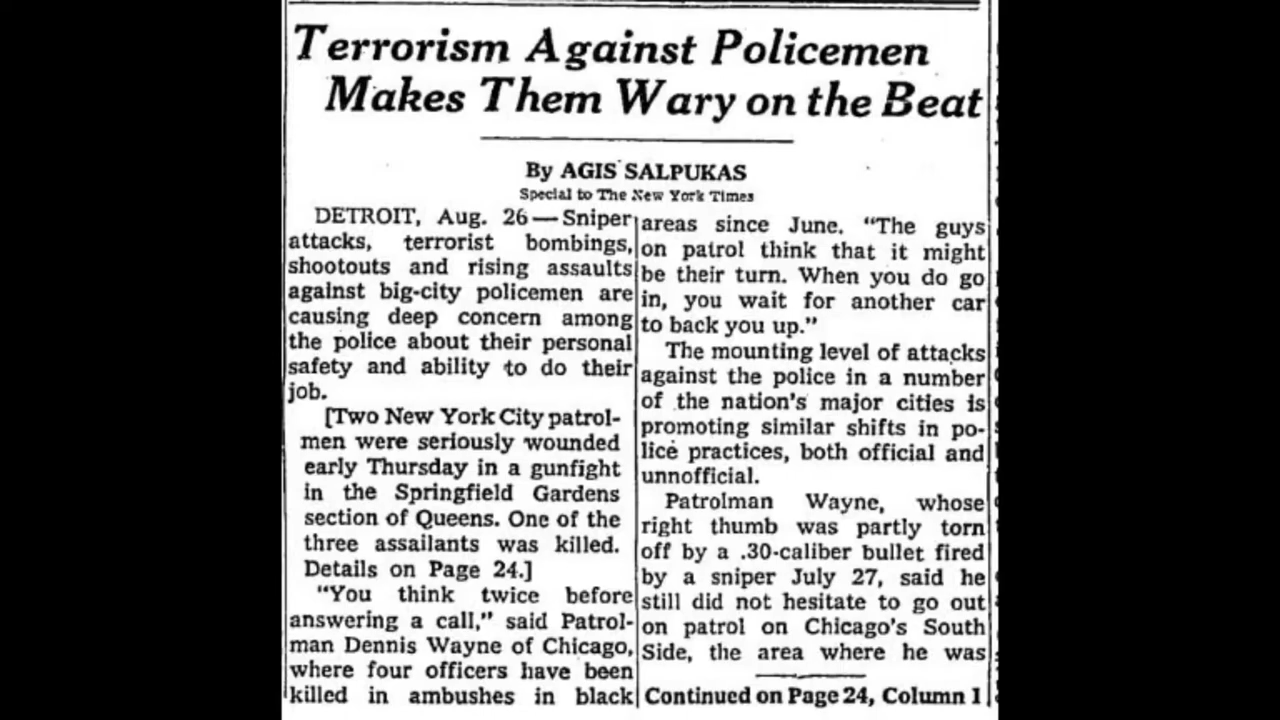 Terrorism Against Policemen
Makes Them Wary on the Beat
By AGIS SALPUKAS
Special to The New York Times
DETROIT, Aug. 26—Sniper
attacks, terrorist bombings,
shootouts and rising assaults
against big-city policemen are
causing deep concern among
the police about their personal
safety and ability to do their
job.
[Two New York City patrol-
men were seriously wounded
early Thursday in a gunfight
in the Springfield Gardens
section of Queens. One of the
three assailants was killed.
Details on Page 24.]
“You think twice before
answering a call,” said Patrol-
man Dennis Wayne of Chicago,
where four officers have been
killed in ambushes in black
areas since June. “The guys
on patrol think that it might
be their turn. When you do go
in, you wait for another car
to back you up.”
The mounting level of attacks
against the police in a number
of the nation's major cities is
promoting similar shifts in po-
lice practices, both official and
unnofficial.
Patrolman Wayne, whose
right thumb was partly torn
off by a .30-caliber bullet fired
by a sniper July 27, said he
still did not hesitate to go out
on patrol on Chicago's South
Side, the area where he was
Continued on Page 24, Column 1